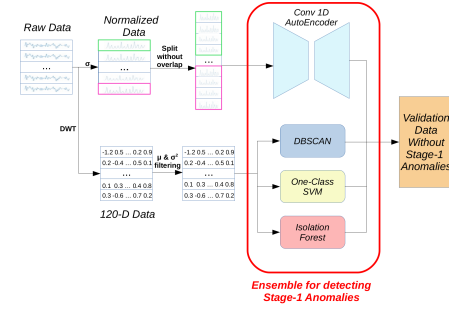 Raw Data
...
Normalized
Data
σ
...
Split
without
overlap
...
Conv 1D
AutoEncoder
DWT
-1.2 0.5 ... 0.2 0.9
0.2 -0.4 ... 0.5 0.1
...
0.1 0.3 ... 0.4 0.8
0.3 -0.6 ... 0.7 0.2
120-D Data
μ & σ²
filtering
-1.2 0.5 ... 0.2 0.9
0.2 -0.4 ... 0.5 0.1
...
0.1 0.3 ... 0.4 0.8
0.3 -0.6 ... 0.7 0.2
DBSCAN
One-Class
SVM
Isolation
Forest
Validation
Data
Without
Stage-1
Anomalies
Ensemble for detecting
Stage-1 Anomalies